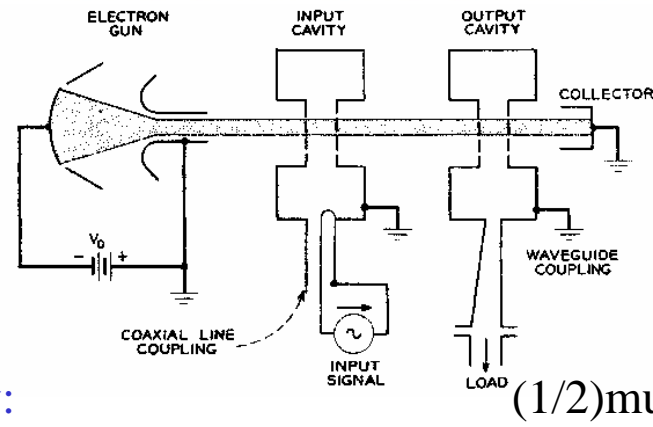 ELECTRON
GUN
INPUT
CAVITY
OUTPUT
CAVITY
COLLECTOR
V₀
- +
WAVEGUIDE
COUPLING
COAXIAL LINE
COUPLING
INPUT
SIGNAL
LOAD
: (1/2)mu